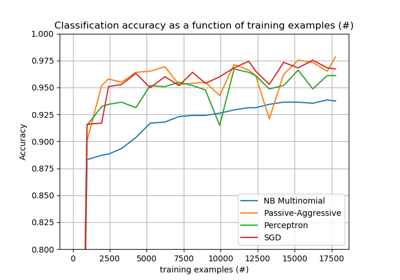 Classification accuracy as a function of training examples (#)
1.000
0.975
0.950
0.925
0.900
0.875
0.850
0.825
0.800
Accuracy
NB Multinomial
Passive-Aggressive
Perceptron
SGD
0 2500 5000 7500 10000 12500 15000 17500
training examples (#)